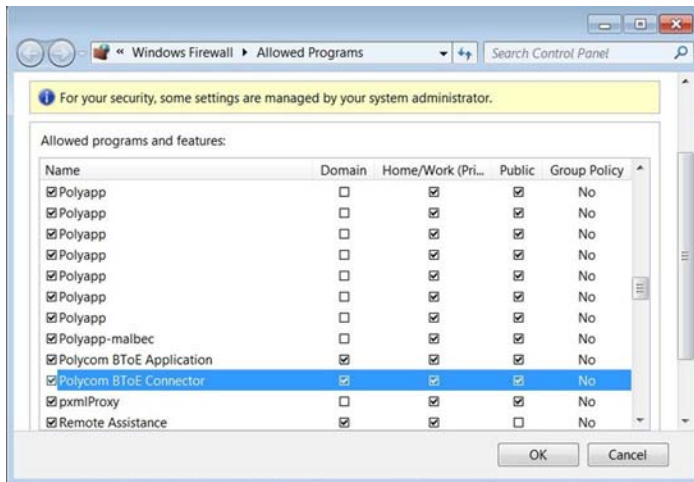 « Windows Firewall ▸ Allowed Programs
Search Control Panel
For your security, some settings are managed by your system administrator.
Allowed programs and features:
Name Domain Home/Work (Pri... Public Group Policy
Polyapp No
Polyapp No
Polyapp No
Polyapp No
Polyapp No
Polyapp No
Polyapp No
Polyapp-malbec No
Polycom BToE Application No
Polycom BToE Connector No
pxmlProxy No
Remote Assistance No
OK Cancel